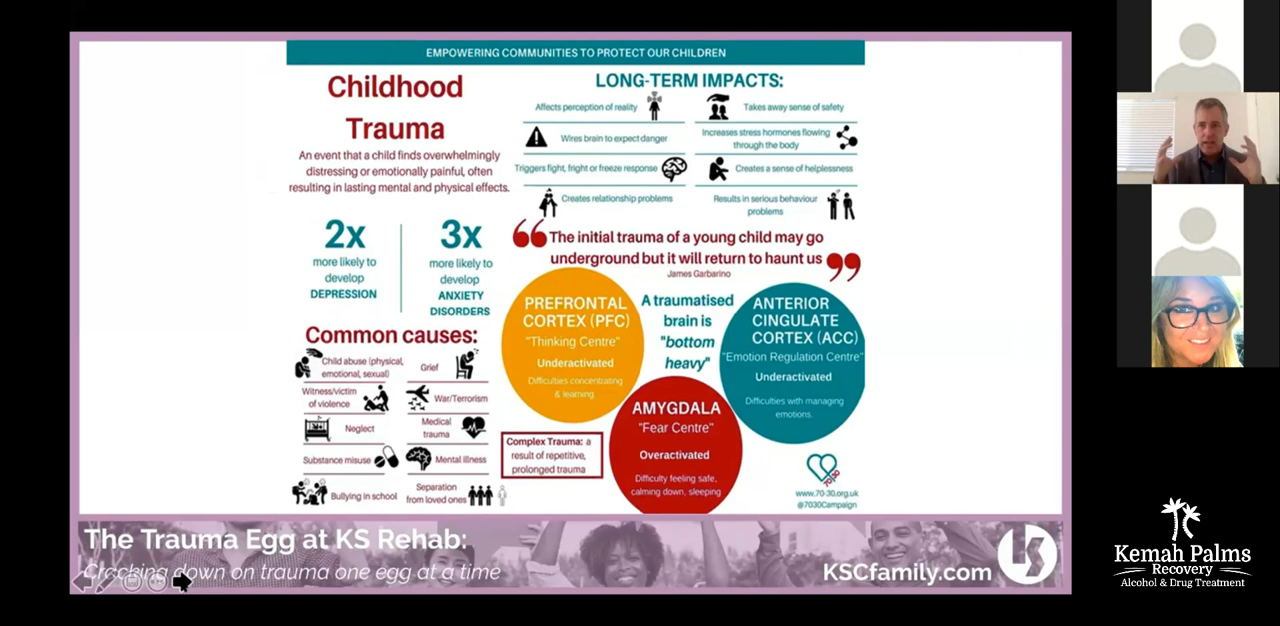 EMPOWERING COMMUNITIES TO PROTECT OUR CHILDREN
Childhood
Trauma
An event that a child finds overwhelmingly
distressing or emotionally painful, often
resulting in lasting mental and physical effects.
2x
more likely to
develop
DEPRESSION
3x
more likely to
develop
ANXIETY
DISORDERS
Common causes:
Child abuse (physical,
emotional, sexual)
Grief
Witness/victim
of violence
War/Terrorism
Neglect
Medical
trauma
Substance misuse
Mental illness
Bullying in school
Separation
from loved ones
LONG-TERM IMPACTS:
Affects perception of reality
Takes away sense of safety
Wires brain to expect danger
Increases stress hormones flowing
through the body
Triggers fight, fright or freeze response
Creates a sense of helplessness
Creates relationship problems
Results in serious behaviour
problems
“The initial trauma of a young child may go
underground but it will return to haunt us”
James Garbarino
PREFRONTAL
CORTEX (PFC)
"Thinking Centre"
Underactivated
Difficulties concentrating
& learning.
A traumatised
brain is
"bottom
heavy"
ANTERIOR
CINGULATE
CORTEX (ACC)
"Emotion Regulation Centre"
Underactivated
Difficulties with managing
emotions.
AMYGDALA
"Fear Centre"
Overactivated
Difficulty feeling safe,
calming down, sleeping
Complex Trauma: a
result of repetitive,
prolonged trauma
70/30
www.70-30.org.uk
@7030Campaign
The Trauma Egg at KS Rehab:
Cracking down on trauma one egg at a time
KSCfamily.com
KS
Kemah Palms
Recovery
Alcohol & Drug Treatment